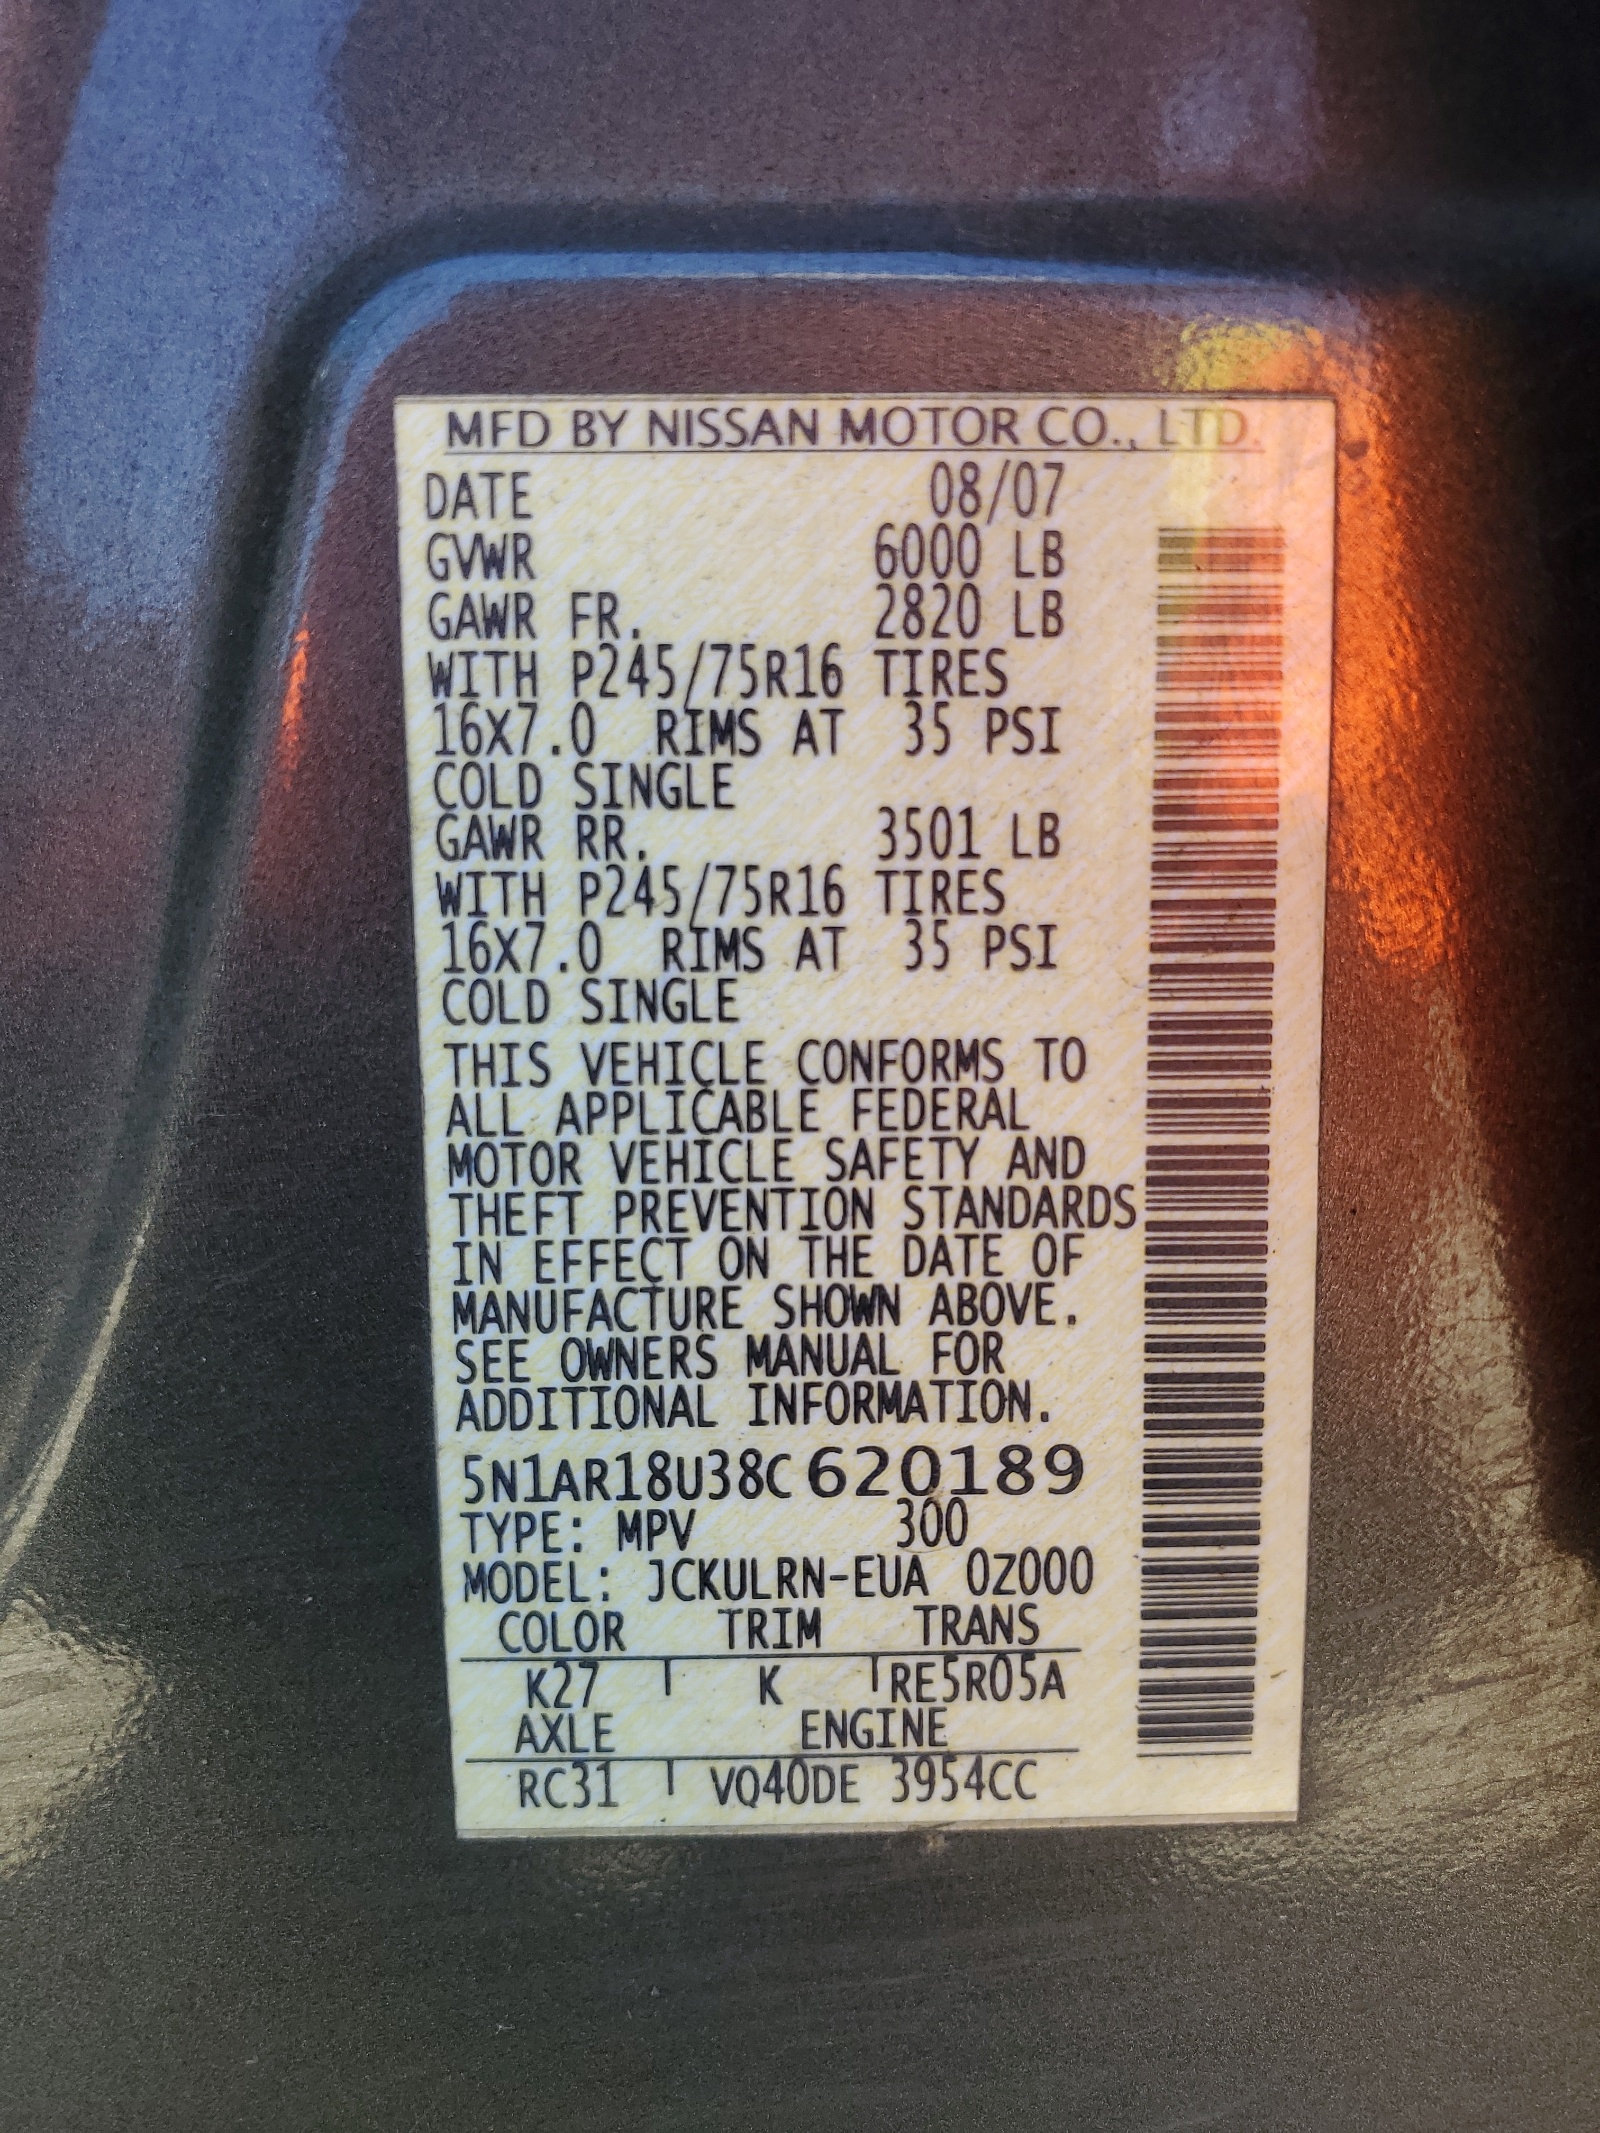 MFD BY NISSAN MOTOR CO., LTD.
DATE 08/07
GVWR 6000 LB
GAWR FR. 2820 LB
WITH P245/75R16 TIRES
16X7.0 RIMS AT 35 PSI
COLD SINGLE
GAWR RR. 3501 LB
WITH P245/75R16 TIRES
16X7.0 RIMS AT 35 PSI
COLD SINGLE
THIS VEHICLE CONFORMS TO
ALL APPLICABLE FEDERAL
MOTOR VEHICLE SAFETY AND
THEFT PREVENTION STANDARDS
IN EFFECT ON THE DATE OF
MANUFACTURE SHOWN ABOVE.
SEE OWNERS MANUAL FOR
ADDITIONAL INFORMATION.
5N1AR18U38C620189
TYPE: MPV 300
MODEL: JCKULRN-EUA 0Z000
COLOR TRIM TRANS
K27 K RE5R05A
AXLE ENGINE
RC31 VQ40DE 3954CC